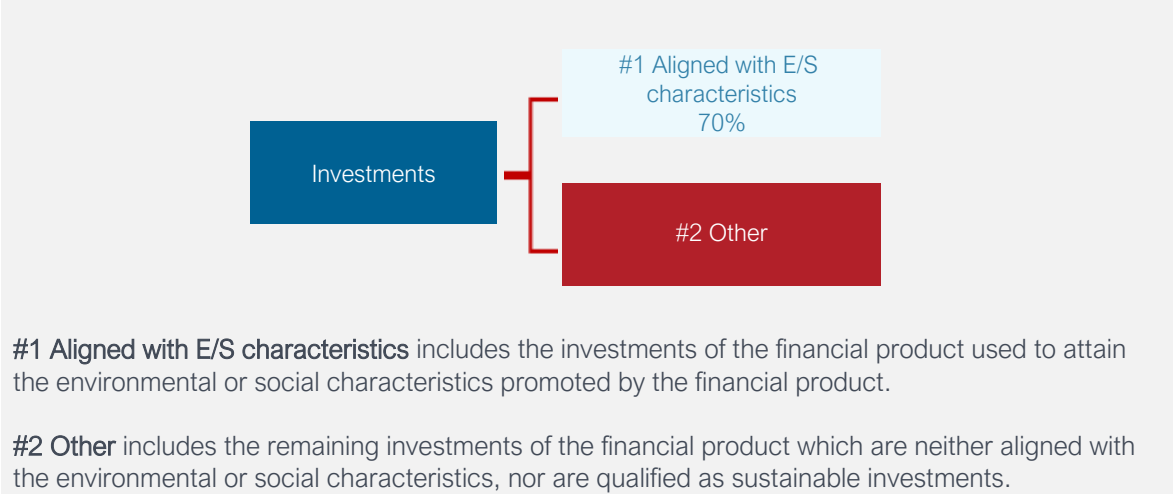 #1 Aligned with E/S
characteristics
70%
Investments
#2 Other
#1 Aligned with E/S characteristics includes the investments of the financial product used to attain
the environmental or social characteristics promoted by the financial product.
#2 Other includes the remaining investments of the financial product which are neither aligned with
the environmental or social characteristics, nor are qualified as sustainable investments.